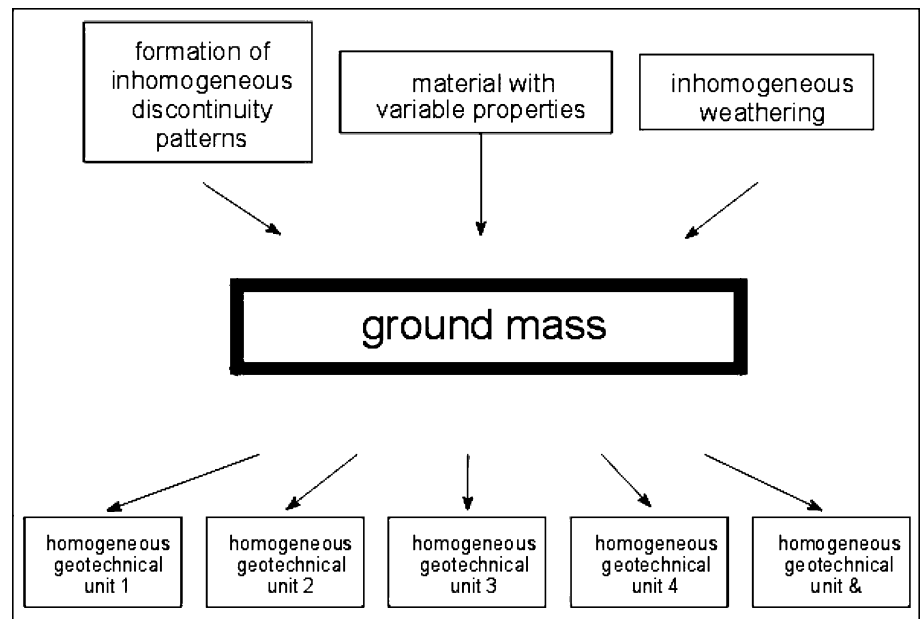 formation of
inhomogeneous
discontinuity
patterns
material with
variable properties
inhomogeneous
weathering
ground mass
homogeneous
geotechnical
unit 1
homogeneous
geotechnical
unit 2
homogeneous
geotechnical
unit 3
homogeneous
geotechnical
unit 4
homogeneous
geotechnical
unit &